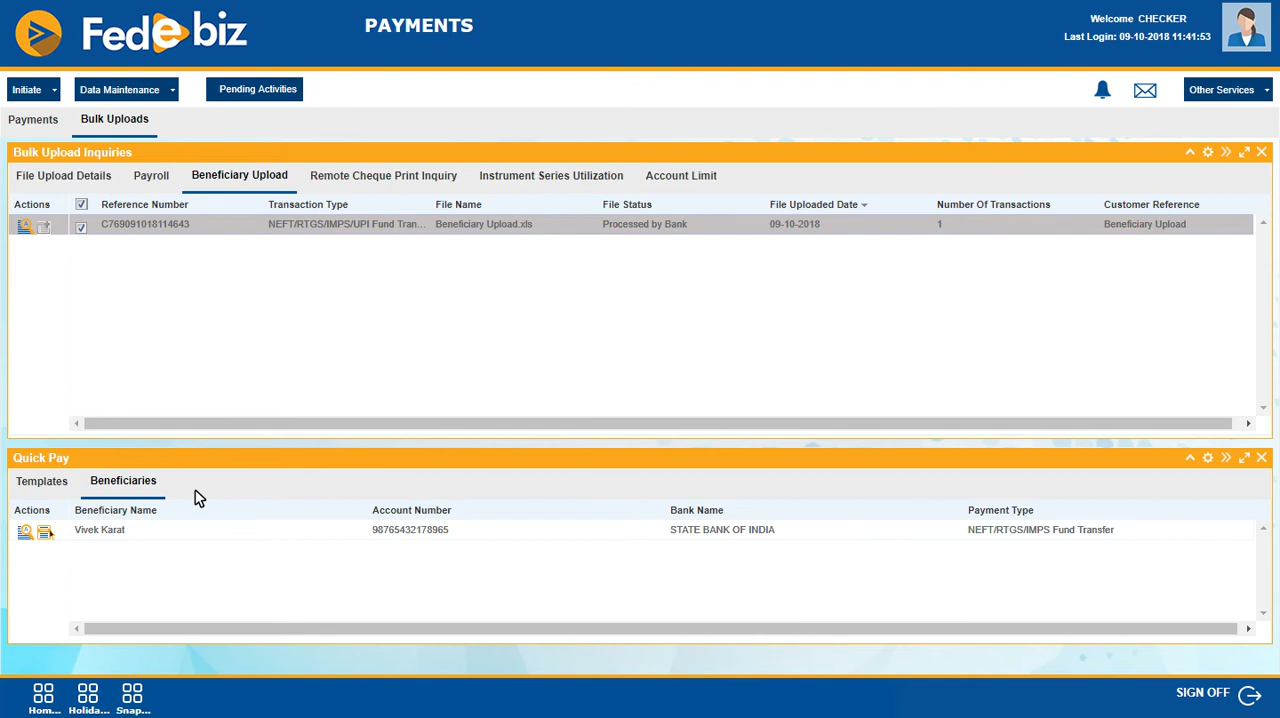 Fedebiz
PAYMENTS
Welcome CHECKER
Last Login: 09-10-2018 11:41:53
Initiate
Data Maintenance
Pending Activities
Other Services
Payments
Bulk Uploads
Bulk Upload Inquiries
File Upload Details
Payroll
Beneficiary Upload
Remote Cheque Print Inquiry
Instrument Series Utilization
Account Limit
Actions Reference Number Transaction Type File Name File Status File Uploaded Date Number Of Transactions Customer Reference
C769091018114643 NEFT/RTGS/IMPS/UPI Fund Tran... Beneficiary Upload.xls Processed by Bank 09-10-2018 1 Beneficiary Upload
Quick Pay
Templates
Beneficiaries
Actions Beneficiary Name Account Number Bank Name Payment Type
Vivek Karat 98765432178965 STATE BANK OF INDIA NEFT/RTGS/IMPS Fund Transfer
Hom...
Holida...
Snap...
SIGN OFF